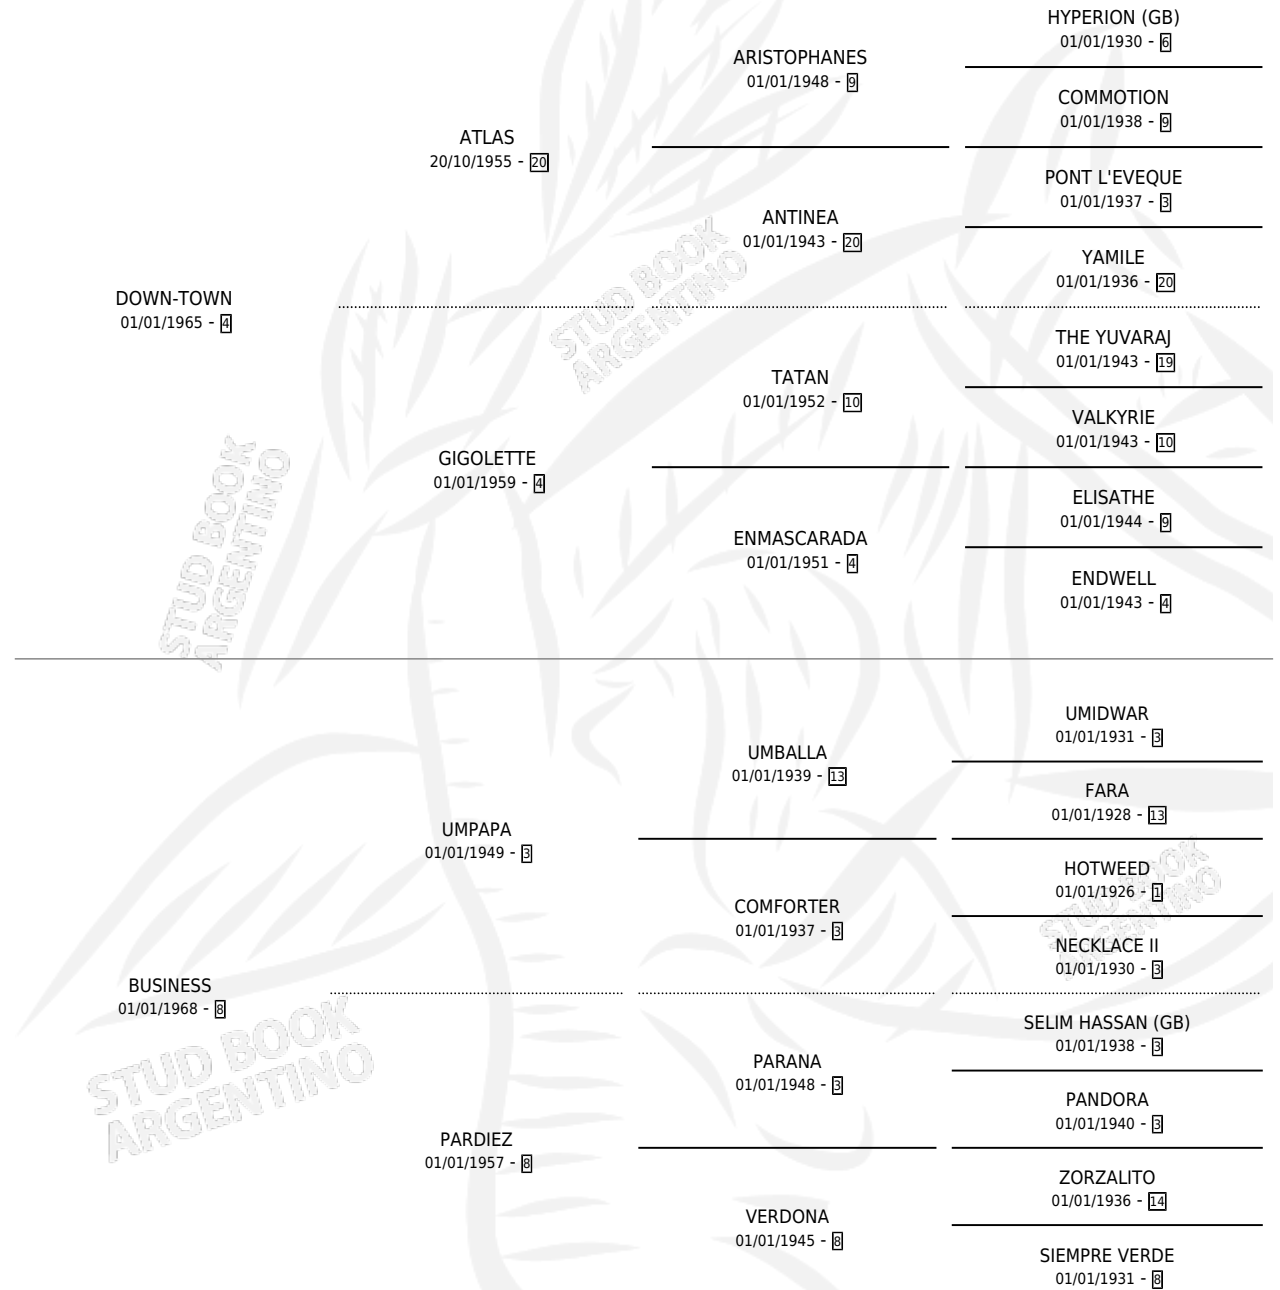 HYPERION (GB)
01/01/1930 - 6
ARISTOPHANES
01/01/1948 - 9
COMMOTION
01/01/1938 - 9
ATLAS
20/10/1955 - 20
PONT L'EVEQUE
01/01/1937 - 3
ANTINEA
01/01/1943 - 20
YAMILE
01/01/1936 - 20
DOWN-TOWN
01/01/1965 - 4
THE YUVARAJ
01/01/1943 - 19
TATAN
01/01/1952 - 10
VALKYRIE
01/01/1943 - 10
GIGOLETTE
01/01/1959 - 4
ELISATHE
01/01/1944 - 9
ENMASCARADA
01/01/1951 - 4
ENDWELL
01/01/1943 - 4
STUD BOOK
ARGENTINO
STUD BOOK
ARGENTINO
UMIDWAR
01/01/1931 - 3
UMBALLA
01/01/1939 - 13
FARA
01/01/1928 - 13
UMPAPA
01/01/1949 - 3
HOTWEED
01/01/1926 - 1
COMFORTER
01/01/1937 - 3
NECKLACE II
01/01/1930 - 3
BUSINESS
01/01/1968 - 8
SELIM HASSAN (GB)
01/01/1938 - 3
PARANA
01/01/1948 - 3
PANDORA
01/01/1940 - 3
PARDIEZ
01/01/1957 - 8
ZORZALITO
01/01/1936 - 14
VERDONA
01/01/1945 - 8
SIEMPRE VERDE
01/01/1931 - 8
STUD BOOK
ARGENTINO
STUD BOOK
ARGENTINO